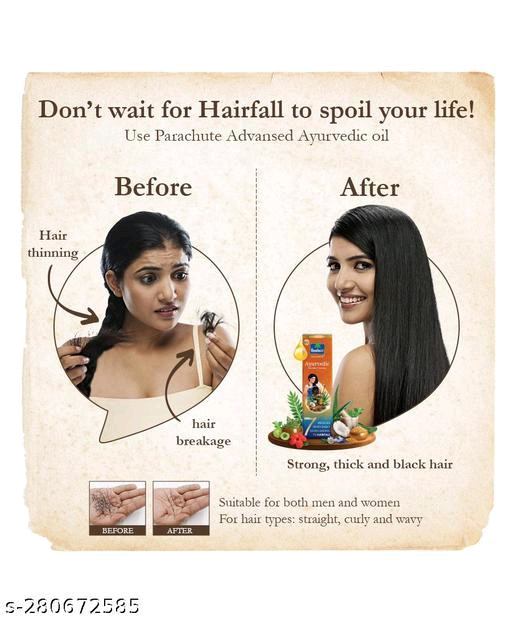 Don't wait for Hairfall to spoil your life!
Use Parachute Advansed Ayurvedic oil
Before
After
Hair
thinning
hair
breakage
Ayurvedic
Strong, thick and black hair
BEFORE
AFTER
Suitable for both men and women
For hair types: straight, curly and wavy
s-280672585